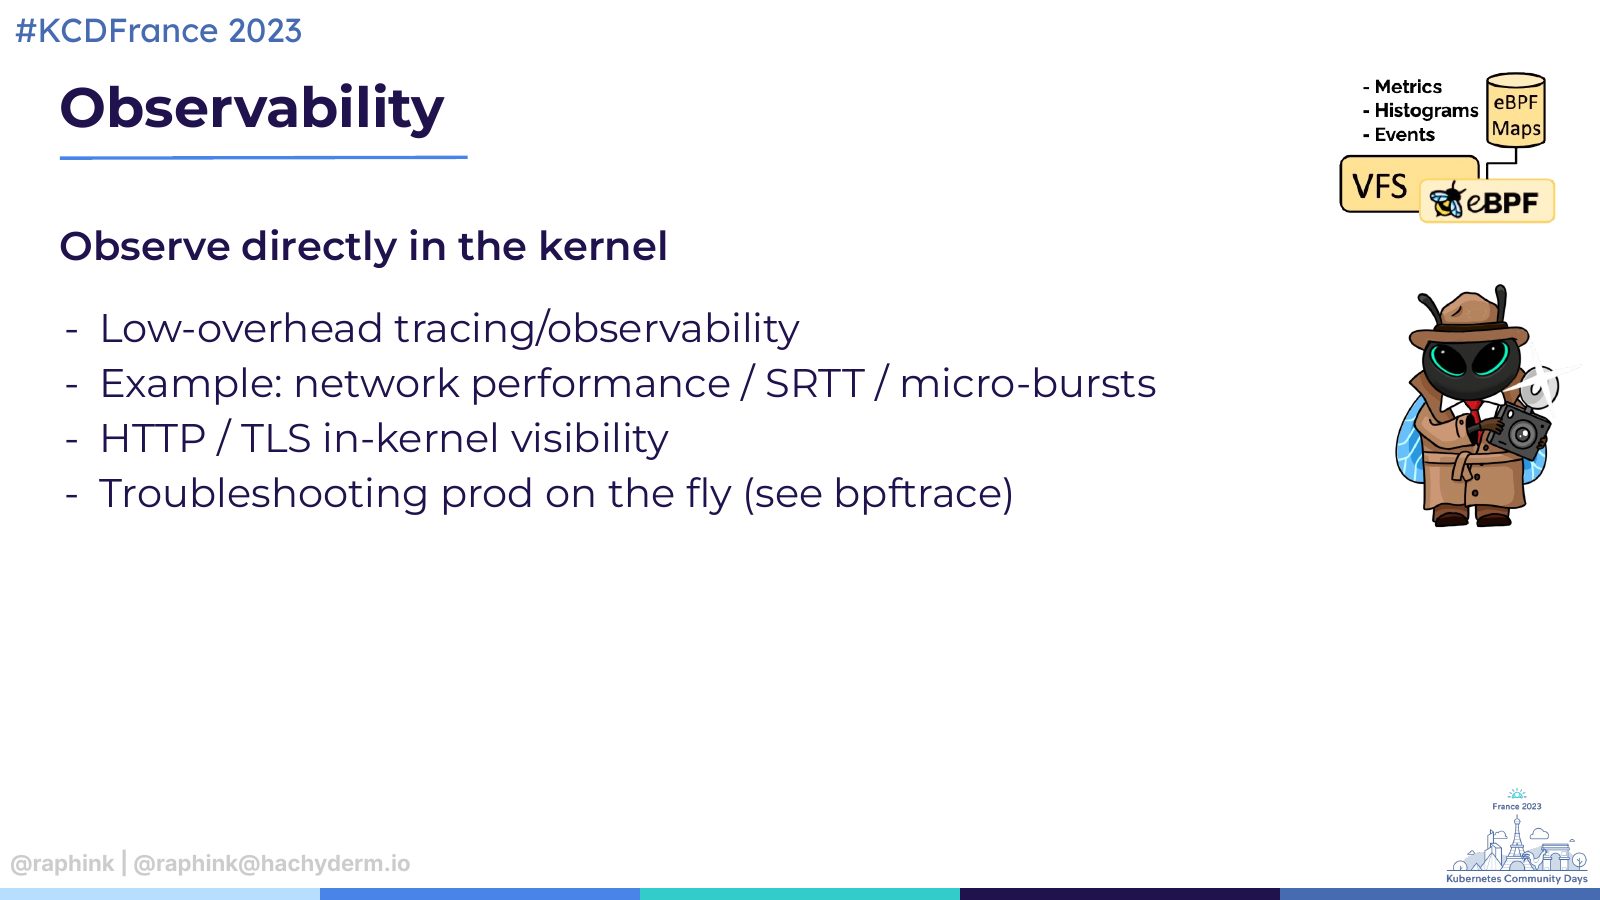 #KCDFrance 2023
Observability
- Metrics
- Histograms
- Events
eBPF
Maps
VFS
eBPF
Observe directly in the kernel
- Low-overhead tracing/observability
- Example: network performance / SRTT / micro-bursts
- HTTP / TLS in-kernel visibility
- Troubleshooting prod on the fly (see bpftrace)
France 2023
Kubernetes Community Days
@raphink | @raphink@hachyderm.io